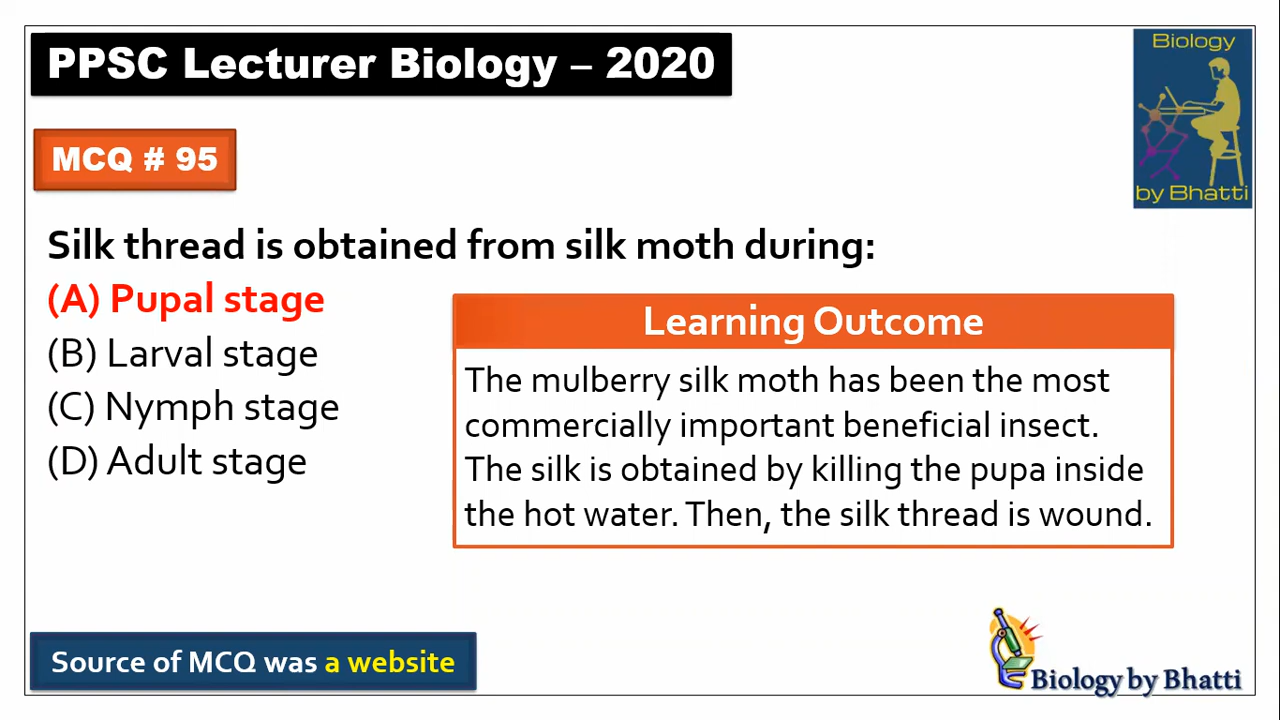 PPSC Lecturer Biology – 2020
Biology
by Bhatti
MCQ # 95
Silk thread is obtained from silk moth during:
(A) Pupal stage
(B) Larval stage
(C) Nymph stage
(D) Adult stage
Learning Outcome
The mulberry silk moth has been the most
commercially important beneficial insect.
The silk is obtained by killing the pupa inside
the hot water. Then, the silk thread is wound.
Source of MCQ was a website
Biology by Bhatti